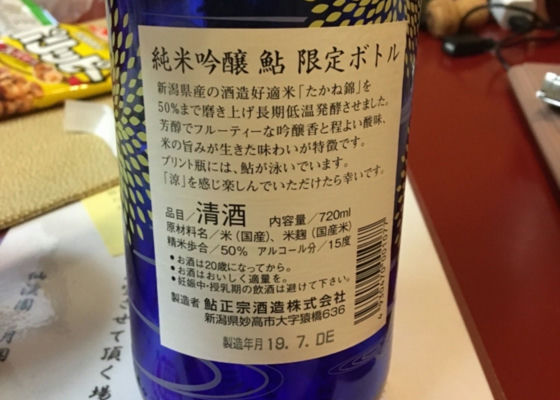 純米吟醸 鮎 限定ボトル
新潟県産の酒造好適米「たかね錦」を
50%まで磨き上げ長期低温発酵させました。
芳醇でフルーティーな吟醸香と程よい酸味、
米の旨みが生きた味わいが特徴です。
プリント瓶には、鮎が泳いでいます。
「涼」を感じ楽しんでいただけたら幸いです。
品目/清酒 内容量/720ml
原材料名/米(国産)、米麹(国産米)
精米歩合/50% アルコール分/15度
●お酒は20歳になってから。
●お酒はおいしく適量を。
●妊娠中・授乳期の飲酒は避けて下さい。
製造者 鮎正宗酒造株式会社
新潟県妙高市大字猿橋636
製造年月 19. 7. DE
させて頂く場